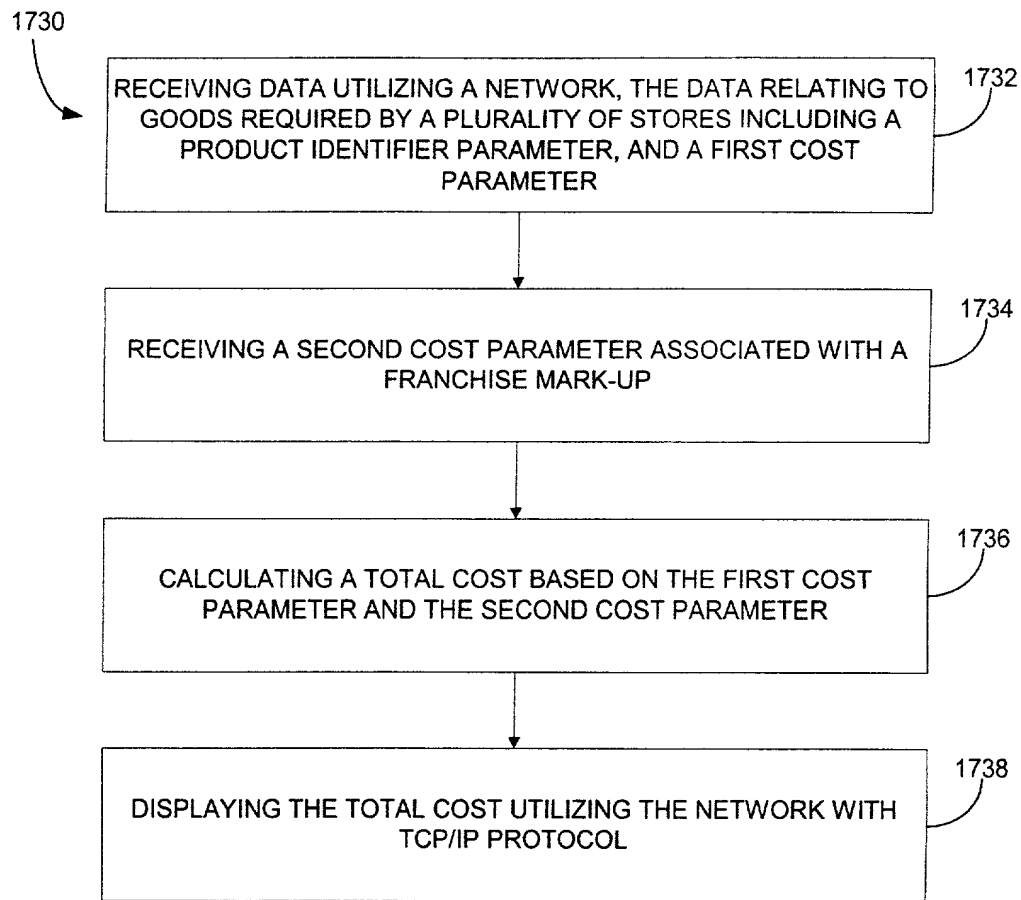 1730
1732
RECEIVING DATA UTILIZING A NETWORK, THE DATA RELATING TO
GOODS REQUIRED BY A PLURALITY OF STORES INCLUDING A
PRODUCT IDENTIFIER PARAMETER, AND A FIRST COST
PARAMETER
1734
RECEIVING A SECOND COST PARAMETER ASSOCIATED WITH A
FRANCHISE MARK-UP
1736
CALCULATING A TOTAL COST BASED ON THE FIRST COST
PARAMETER AND THE SECOND COST PARAMETER
1738
DISPLAYING THE TOTAL COST UTILIZING THE NETWORK WITH
TCP/IP PROTOCOL